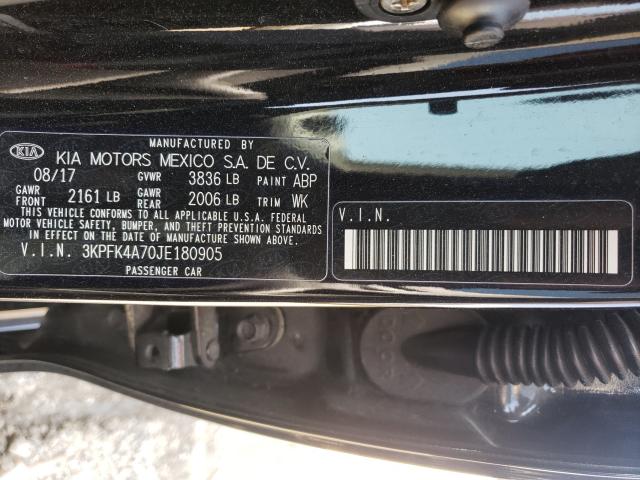 MANUFACTURED BY
KIA KIA MOTORS MEXICO S.A. DE C.V.
08/17 GVWR 3836 LB PAINT ABP
GAWR FRONT 2161 LB GAWR REAR 2006 LB TRIM WK
THIS VEHICLE CONFORMS TO ALL APPLICABLE U.S.A. FEDERAL
MOTOR VEHICLE SAFETY, BUMPER, AND THEFT PREVENTION STANDARDS
IN EFFECT ON THE DATE OF MANUFACTURE SHOWN ABOVE.
V.I.N. 3KPFK4A70JE180905
PASSENGER CAR
V.I.N.